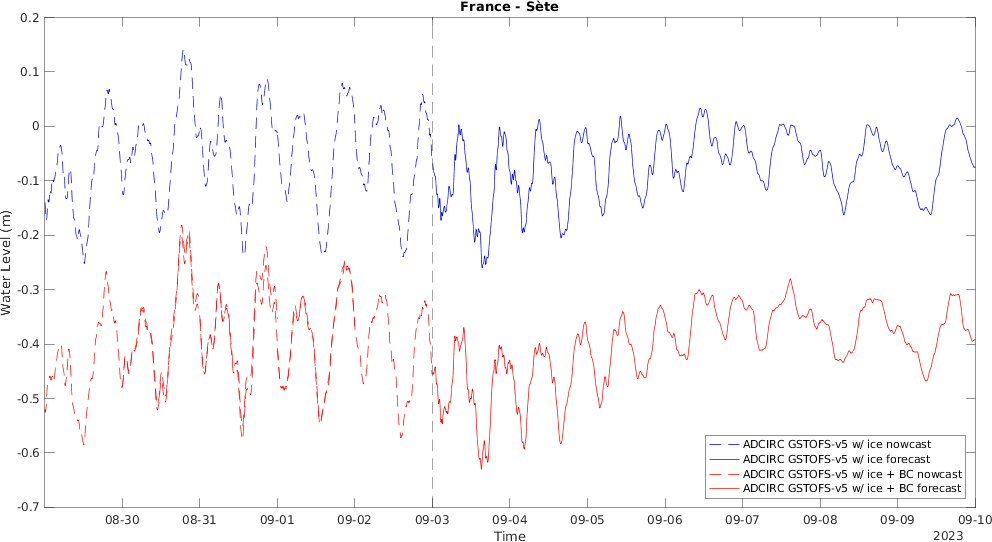 France - Sète
0.2
0.1
0
-0.1
-0.2
-0.3
-0.4
-0.5
-0.6
-0.7
Water Level (m)
ADCIRC GSTOFS-v5 w/ ice nowcast
ADCIRC GSTOFS-v5 w/ ice forecast
ADCIRC GSTOFS-v5 w/ ice + BC nowcast
ADCIRC GSTOFS-v5 w/ ice + BC forecast
08-30 08-31 09-01 09-02 09-03 09-04 09-05 09-06 09-07 09-08 09-09 09-10
Time
2023